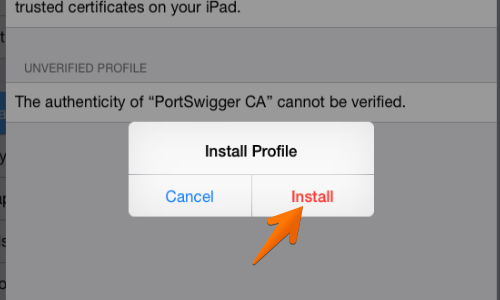 trusted certificates on your iPad.
UNVERIFIED PROFILE
The authenticity of “PortSwigger CA” cannot be verified.
Install Profile
Cancel
Install